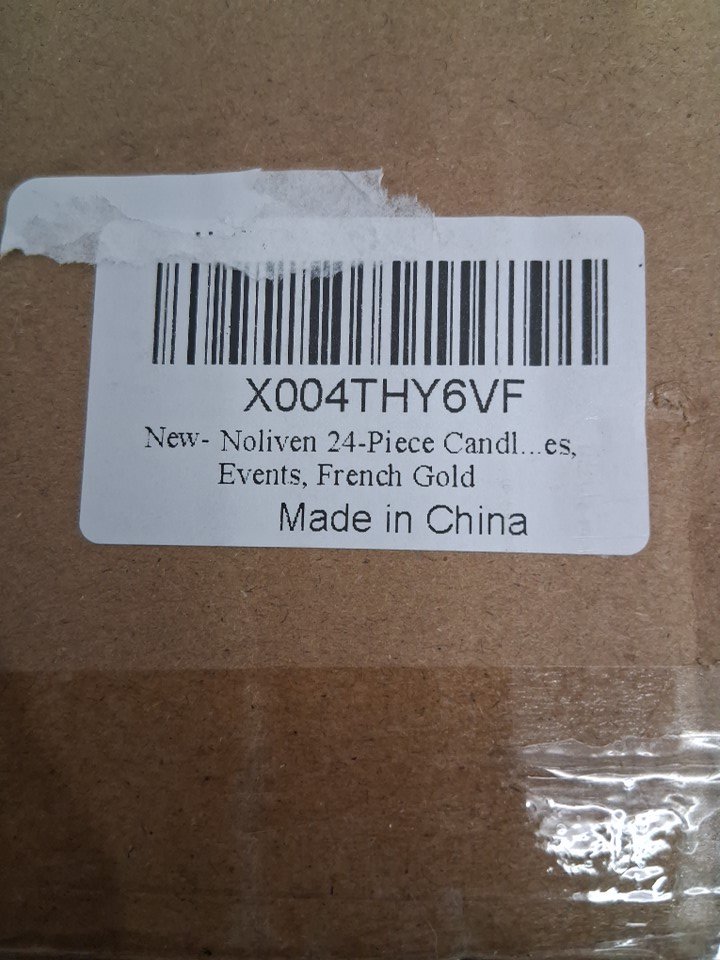 X004THY6VF
New- Noliven 24-Piece Candl...es,
Events, French Gold
Made in China